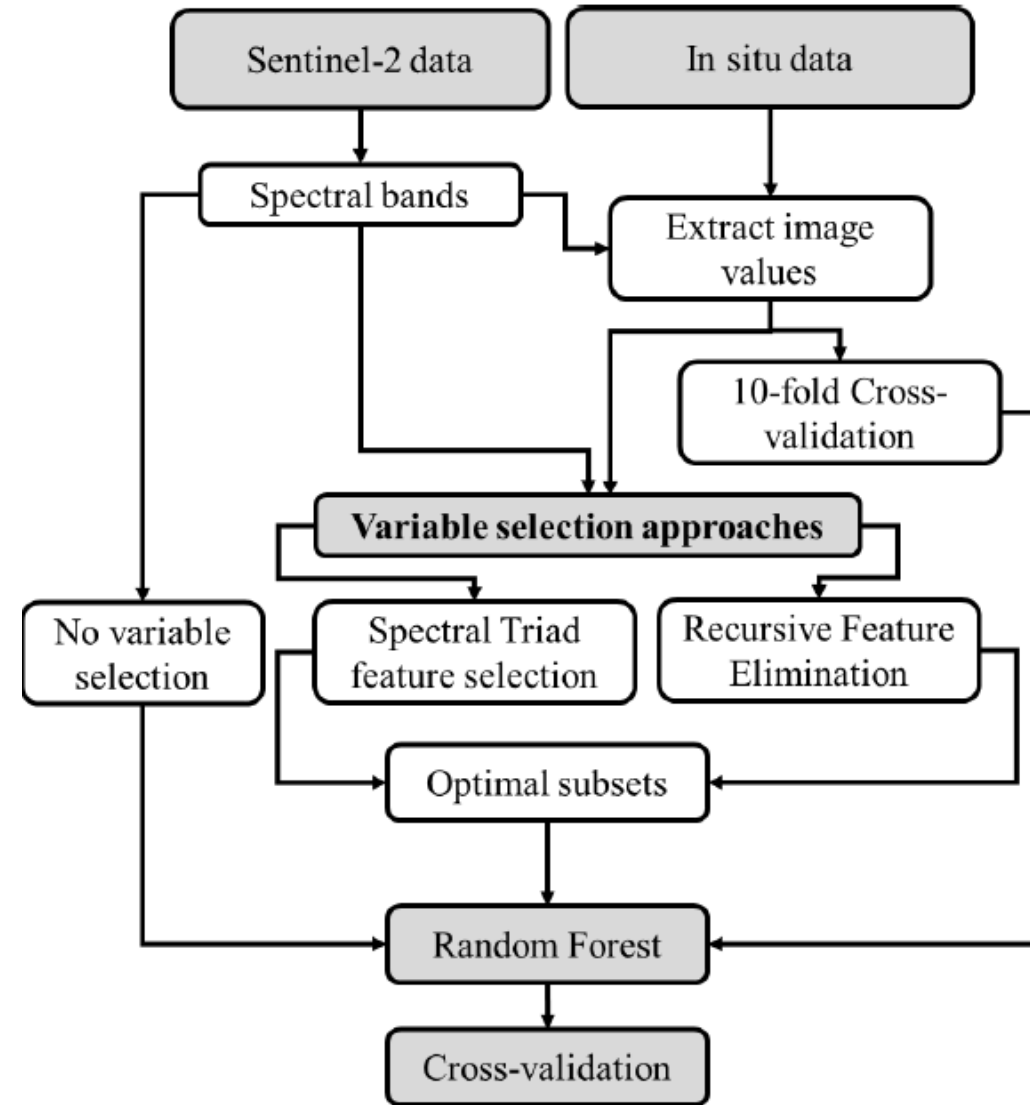 Sentinel-2 data
In situ data
Spectral bands
Extract image
values
10-fold Cross-
validation
Variable selection approaches
No variable
selection
Spectral Triad
feature selection
Recursive Feature
Elimination
Optimal subsets
Random Forest
Cross-validation